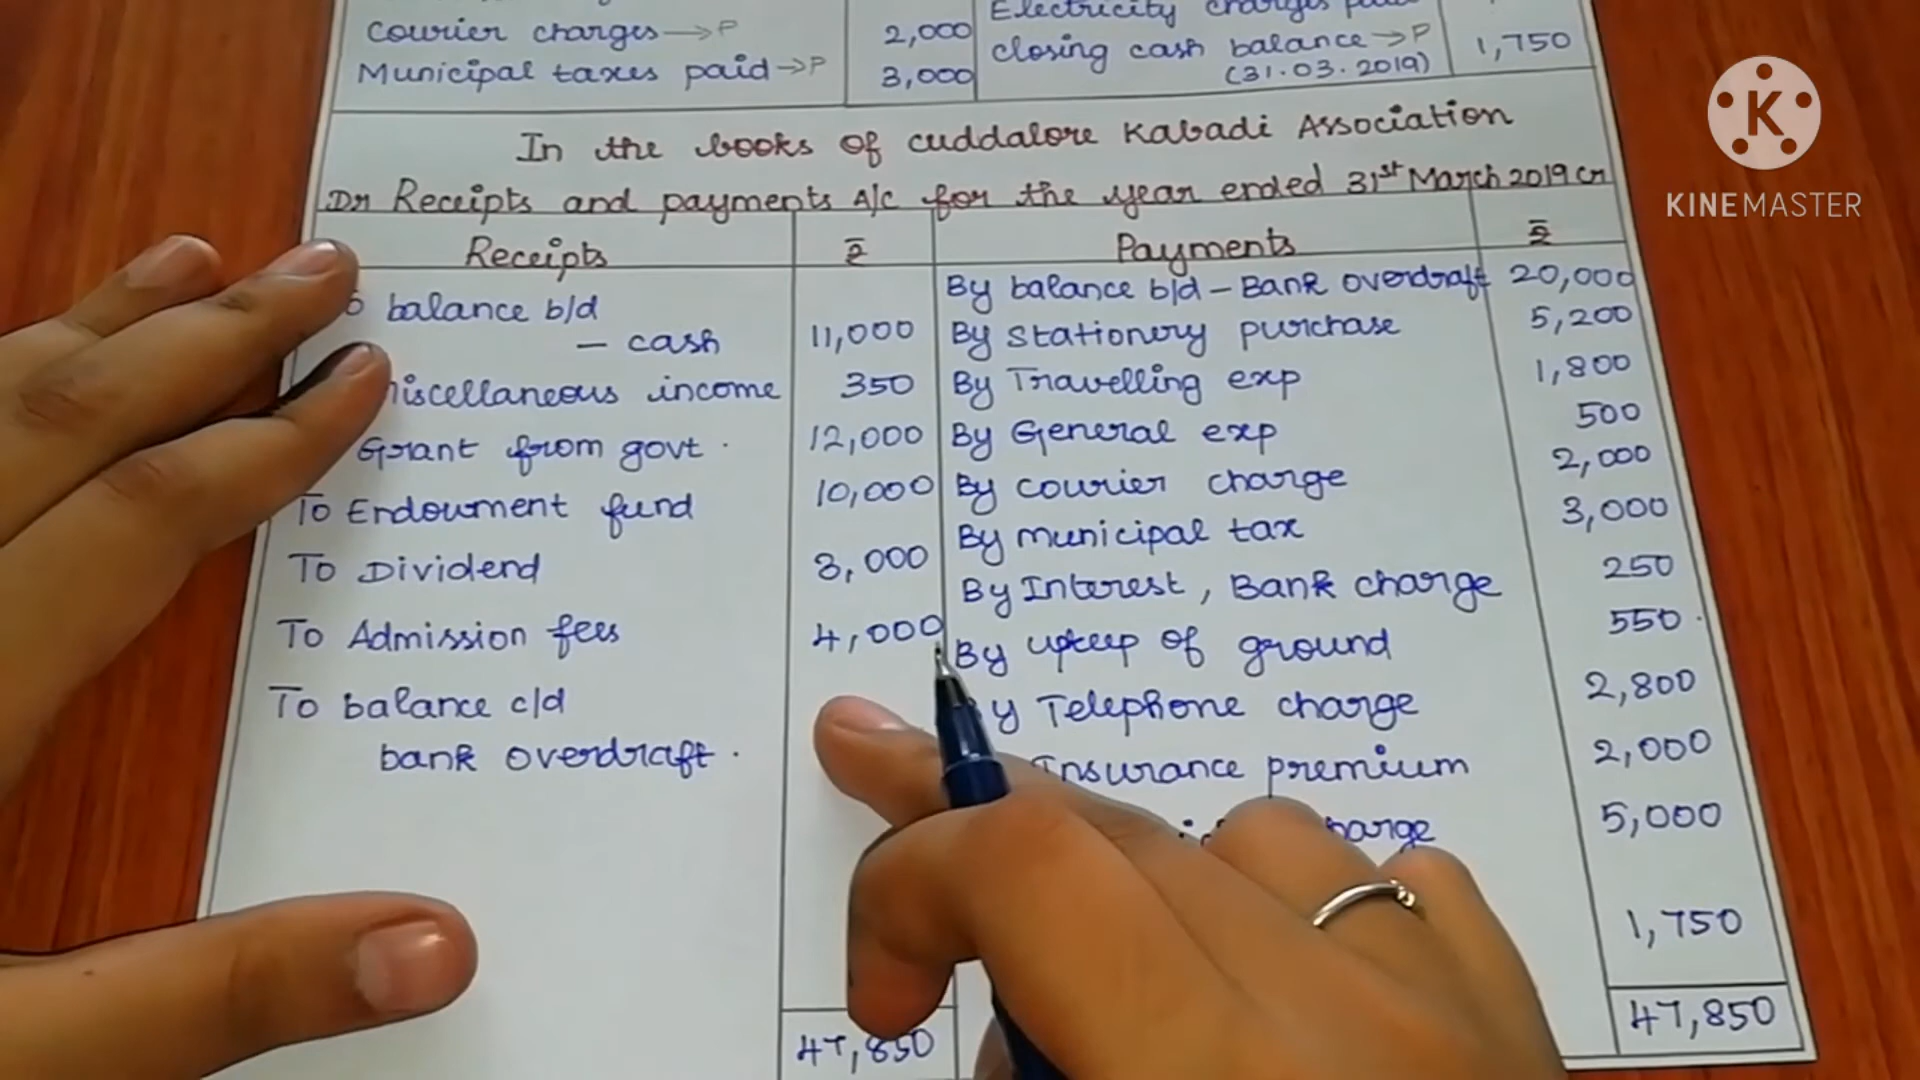 Courier charges → P 2,000 Electricity charges
Municipal taxes paid → P 3,000 closing cash balance → P 1,750
(31.03.2019)
In the books of cuddalore Kabadi Association
Dr Receipts and payments A/c for the year ended 31st March 2019 Cr
Receipts ₹ Payments ₹
balance b/d By balance b/d - Bank overdraft 20,000
- cash 11,000 By Stationery purchase 5,200
miscellaneous income 350 By Travelling exp 1,800
Grant from govt. 12,000 By General exp 500
To Endowment fund 10,000 By courier charge 2,000
To Dividend 3,000 By municipal tax 3,000
To Admission fees 4,000 By Interest, Bank charge 250
To balance c/d By upkeep of ground 550
bank overdraft. y Telephone charge 2,800
Insurance premium 2,000
charge 5,000
1,750
47,850 47,850
K
KINEMASTER